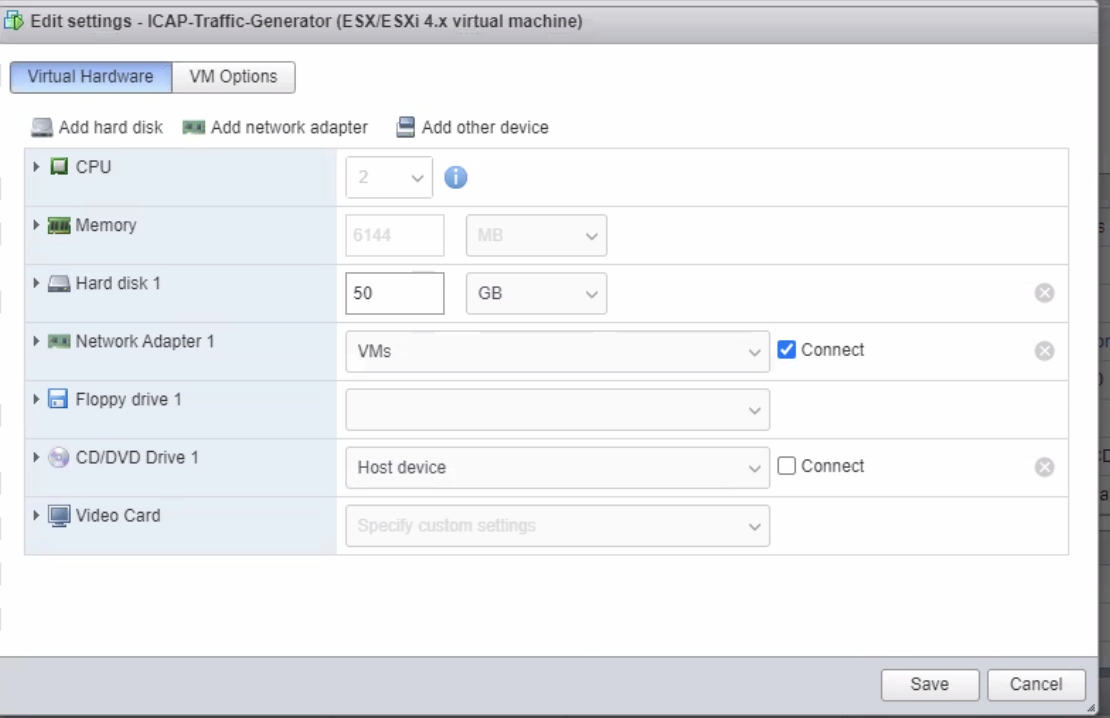 Edit settings - ICAP-Traffic-Generator (ESX/ESXi 4.x virtual machine)
Virtual Hardware VM Options
Add hard disk Add network adapter Add other device
CPU 2
Memory 6144 MB
Hard disk 1 50 GB
Network Adapter 1 VMs Connect
Floppy drive 1
CD/DVD Drive 1 Host device Connect
Video Card Specify custom settings
Save Cancel